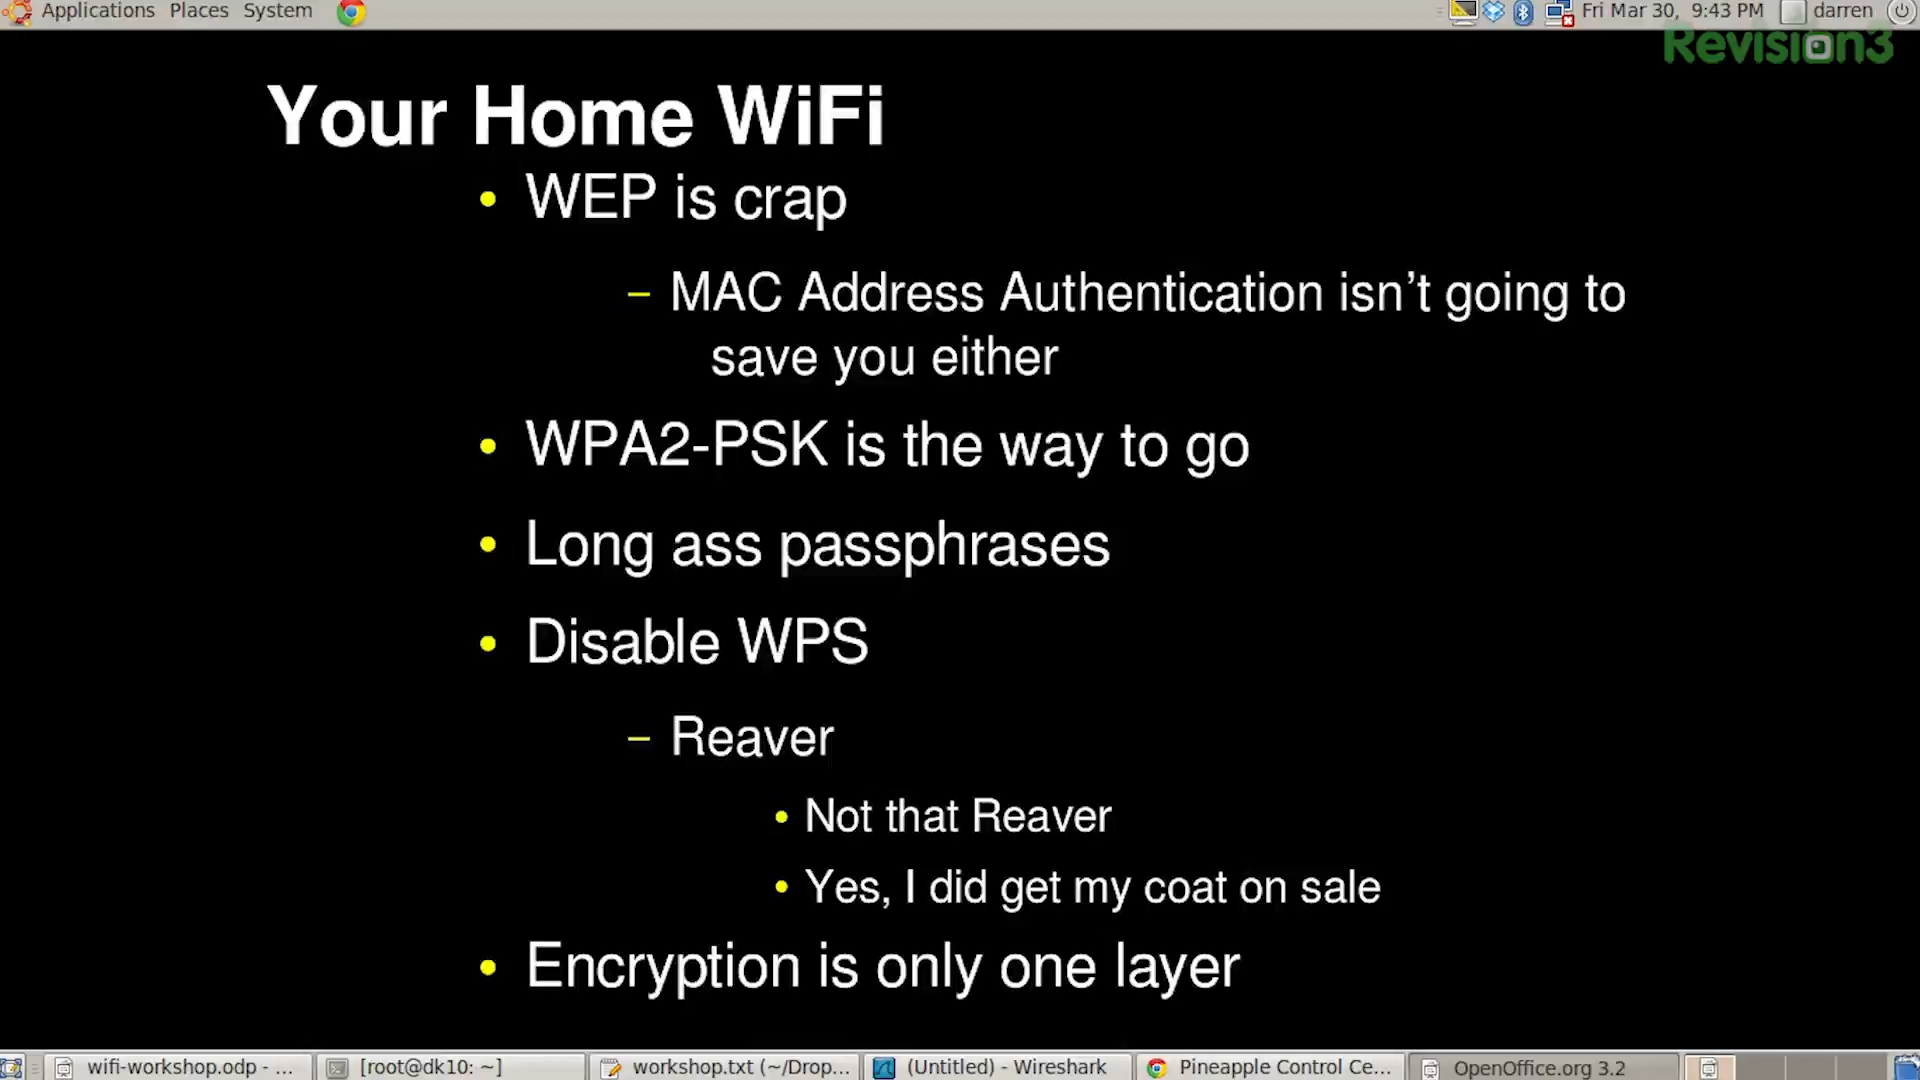 Applications Places System
Fri Mar 30, 9:43 PM darren
Revision3
Your Home WiFi
• WEP is crap
– MAC Address Authentication isn't going to
save you either
• WPA2-PSK is the way to go
• Long ass passphrases
• Disable WPS
– Reaver
• Not that Reaver
• Yes, I did get my coat on sale
• Encryption is only one layer
wifi-workshop.odp - ... [root@dk10: ~] workshop.txt (~/Drop... (Untitled) - Wireshark Pineapple Control Ce... OpenOffice.org 3.2